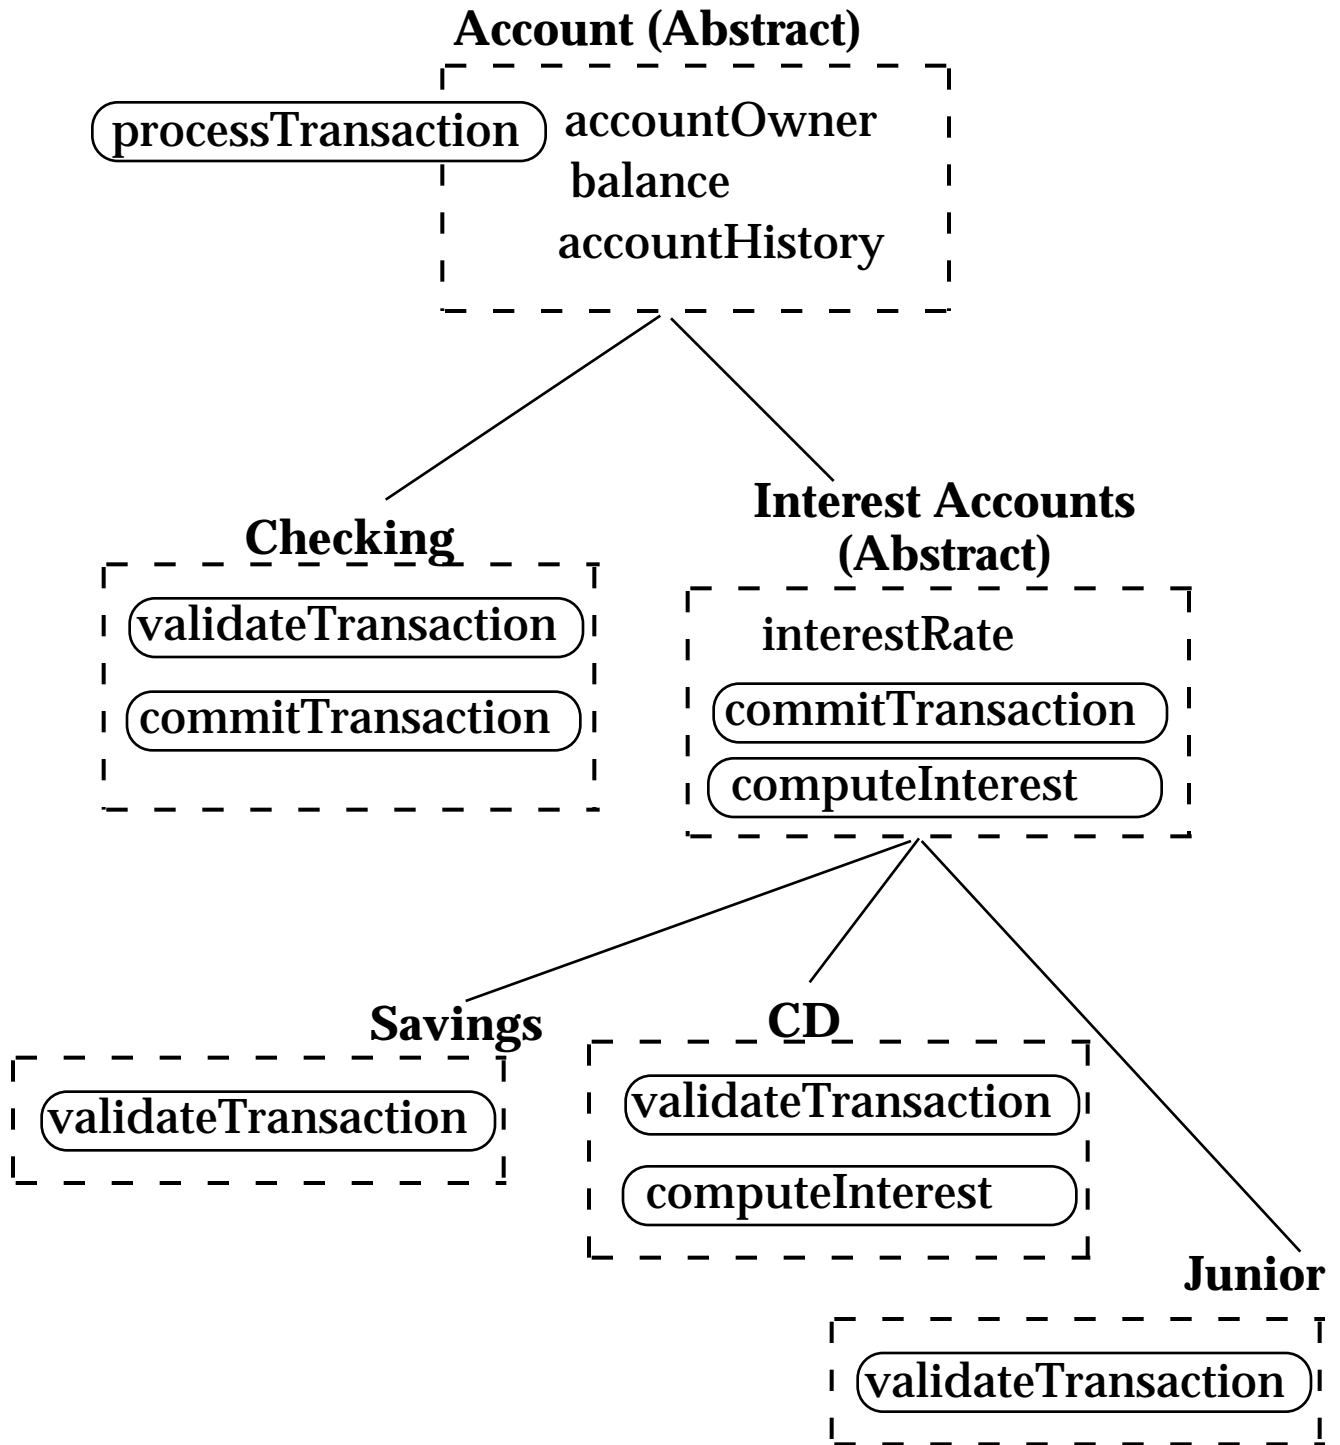 Account (Abstract)
processTransaction
accountOwner
balance
accountHistory
Checking
validateTransaction
commitTransaction
Interest Accounts
(Abstract)
interestRate
commitTransaction
computeInterest
Savings
validateTransaction
CD
validateTransaction
computeInterest
Junior
validateTransaction